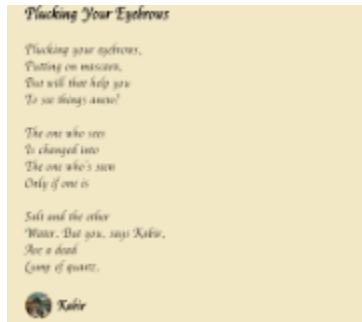 Plucking Your Eyebrows
Plucking your eyebrows,
Putting on mascara,
But will that help you
To see things anew?
The one who sees
Is changed into
The one who's seen
Only if one is
Salt and the other
Water. But you, says Kabir,
Are a dead
Lump of quartz.
Kabir